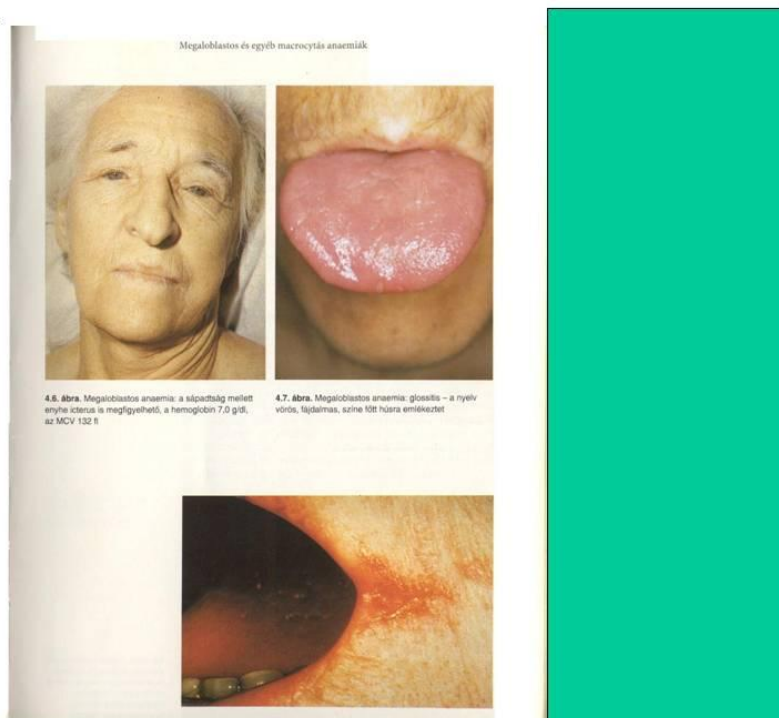 Megaloblastos és egyéb macrocytás anaemiák
4.6. ábra. Megaloblastos anaemia: a sápadtság mellett
enyhe icterus is megfigyelhető, a hemoglobin 7,0 g/dl,
az MCV 132 fl
4.7. ábra. Megaloblastos anaemia: glossitis – a nyelv
vörös, fájdalmas, színe főtt húsra emlékeztet